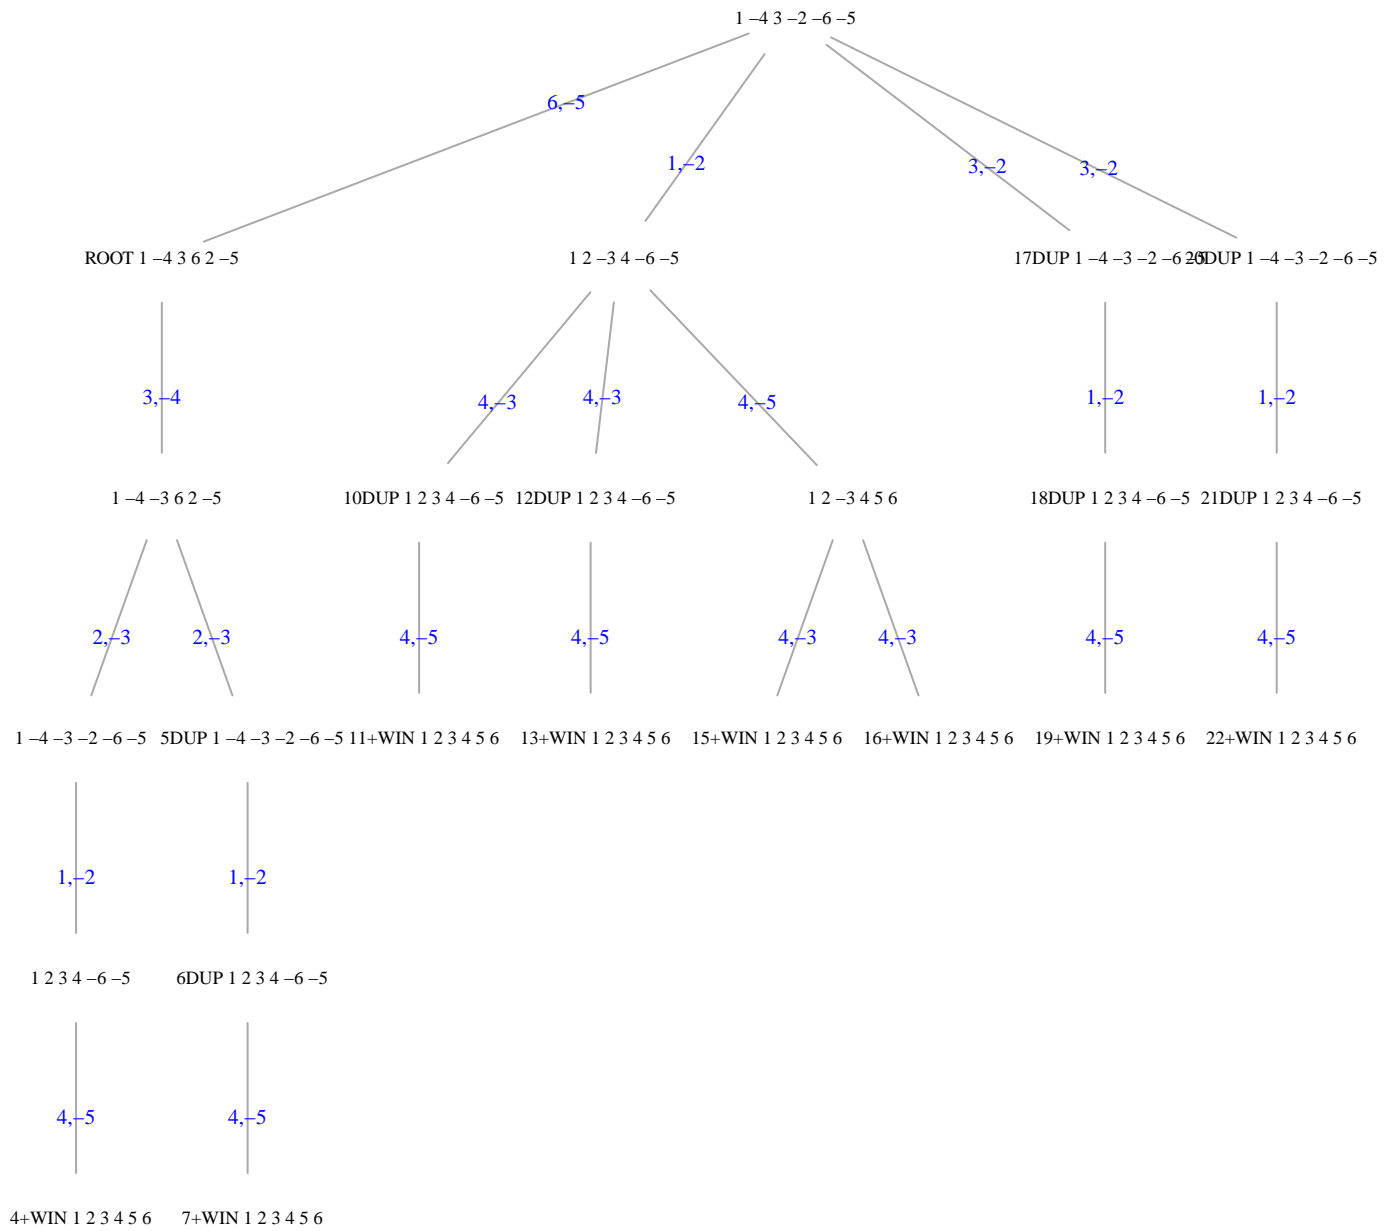 1 –4 3 –2 –6 –5
6,–5
1,–2
3,–2
3,–2
ROOT 1 –4 3 6 2 –5
1 2 –3 4 –6 –5
17DUP 1 –4 –3 –2 –6 –5
20DUP 1 –4 –3 –2 –6 –5
3,–4
4,–3
4,–3
4,–5
1,–2
1,–2
1 –4 –3 6 2 –5
10DUP 1 2 3 4 –6 –5
12DUP 1 2 3 4 –6 –5
1 2 –3 4 5 6
18DUP 1 2 3 4 –6 –5
21DUP 1 2 3 4 –6 –5
2,–3
2,–3
4,–5
4,–5
4,–3
4,–3
4,–5
4,–5
1 –4 –3 –2 –6 –5
5DUP 1 –4 –3 –2 –6 –5
11+WIN 1 2 3 4 5 6
13+WIN 1 2 3 4 5 6
15+WIN 1 2 3 4 5 6
16+WIN 1 2 3 4 5 6
19+WIN 1 2 3 4 5 6
22+WIN 1 2 3 4 5 6
1,–2
1,–2
1 2 3 4 –6 –5
6DUP 1 2 3 4 –6 –5
4,–5
4,–5
4+WIN 1 2 3 4 5 6
7+WIN 1 2 3 4 5 6